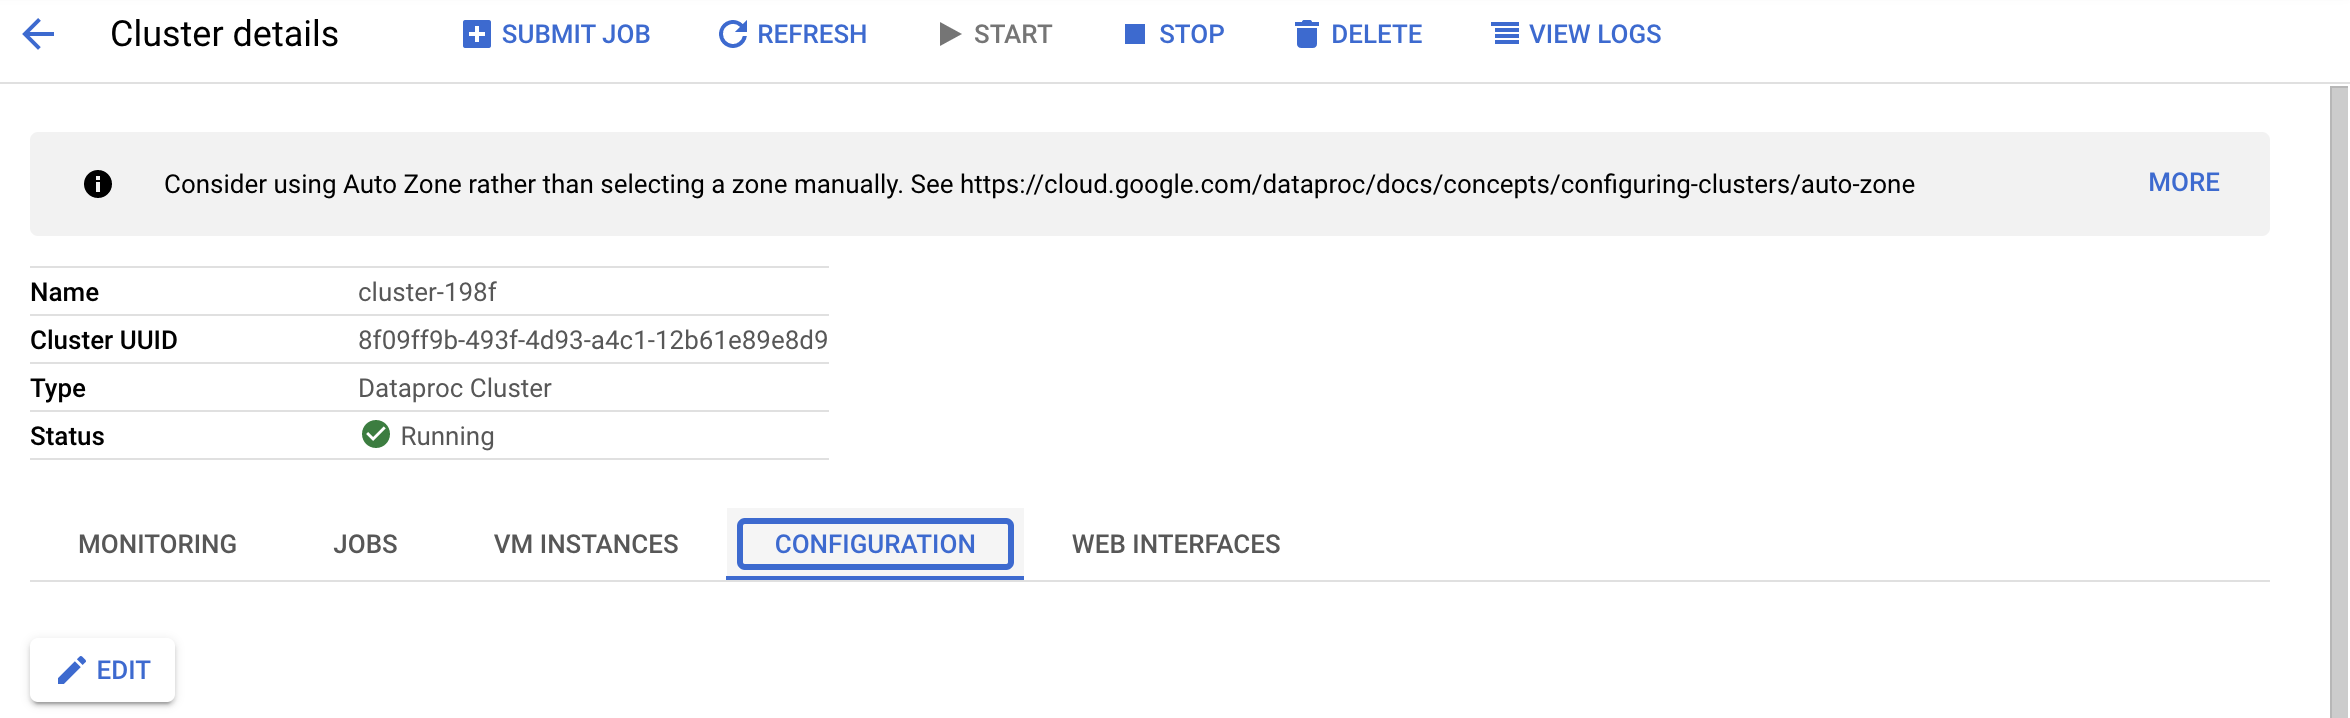 Cluster details SUBMIT JOB REFRESH START STOP DELETE VIEW LOGS
Consider using Auto Zone rather than selecting a zone manually. See https://cloud.google.com/dataproc/docs/concepts/configuring-clusters/auto-zone MORE
Name cluster-198f
Cluster UUID 8f09ff9b-493f-4d93-a4c1-12b61e89e8d9
Type Dataproc Cluster
Status Running
MONITORING JOBS VM INSTANCES CONFIGURATION WEB INTERFACES
EDIT